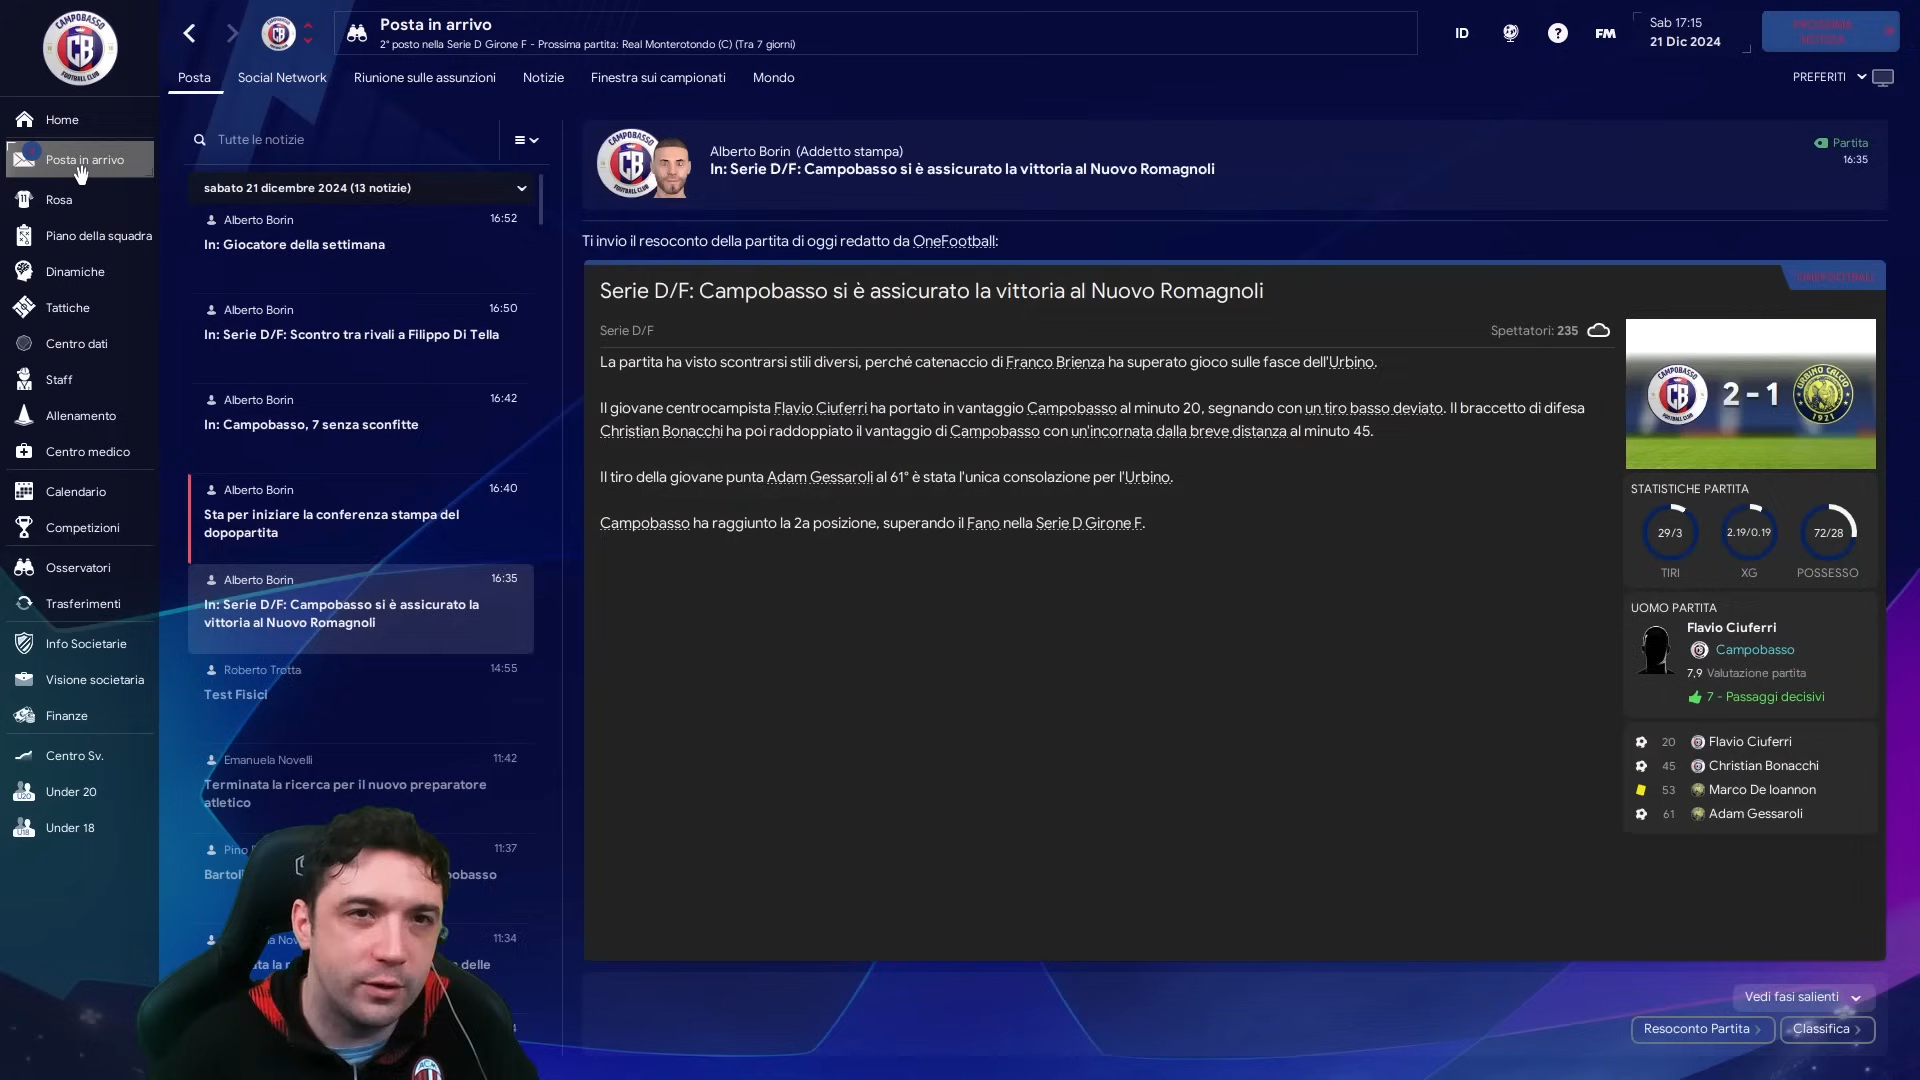 Posta in arrivo
2° posto nella Serie D Girone F - Prossima partita: Real Monterotondo (C) (Tra 7 giorni)
ID
FM
Sab 17:15
21 Dic 2024
PROSSIMA
NOTIZIA
Posta
Social Network
Riunione sulle assunzioni
Notizie
Finestra sui campionati
Mondo
PREFERITI
CAMPOBASSO
CB
FOOTBALL CLUB
Home
Posta in arrivo
Rosa
Piano della squadra
Dinamiche
Tattiche
Centro dati
Staff
Allenamento
Centro medico
Calendario
Competizioni
Osservatori
Trasferimenti
Info Societarie
Visione societaria
Finanze
Centro Sv.
Under 20
Under 18
Tutte le notizie
sabato 21 dicembre 2024 (13 notizie)
Alberto Borin
16:52
In: Giocatore della settimana
Alberto Borin
16:50
In: Serie D/F: Scontro tra rivali a Filippo Di Tella
Alberto Borin
16:42
In: Campobasso, 7 senza sconfitte
Alberto Borin
16:40
Sta per iniziare la conferenza stampa del
dopopartita
Alberto Borin
16:35
In: Serie D/F: Campobasso si è assicurato la
vittoria al Nuovo Romagnoli
Roberto Trotta
14:55
Test Fisici
Emanuela Novelli
11:42
Terminata la ricerca per il nuovo preparatore
atletico
Pino
11:37
11:34
delle
Alberto Borin (Addetto stampa)
In: Serie D/F: Campobasso si è assicurato la vittoria al Nuovo Romagnoli
Partita
16:35
Ti invio il resoconto della partita di oggi redatto da OneFootball:
ONEFOOTBALL
Serie D/F: Campobasso si è assicurato la vittoria al Nuovo Romagnoli
Serie D/F
Spettatori: 235
La partita ha visto scontrarsi stili diversi, perché catenaccio di Franco Brienza ha superato gioco sulle fasce dell'Urbino.
Il giovane centrocampista Flavio Ciuferri ha portato in vantaggio Campobasso al minuto 20, segnando con un tiro basso deviato. Il braccetto di difesa
Christian Bonacchi ha poi raddoppiato il vantaggio di Campobasso con un'incornata dalla breve distanza al minuto 45.
Il tiro della giovane punta Adam Gessaroli al 61° è stata l'unica consolazione per l'Urbino.
Campobasso ha raggiunto la 2a posizione, superando il Fano nella Serie D Girone F.
2 - 1
URBINO CALCIO
1921
STATISTICHE PARTITA
29/3
2.19/0.19
72/28
TIRI
XG
POSSESSO
UOMO PARTITA
Flavio Ciuferri
Campobasso
7,9 Valutazione partita
7 - Passaggi decisivi
20 Flavio Ciuferri
45 Christian Bonacchi
53 Marco De Ioannon
61 Adam Gessaroli
Vedi fasi salienti
Resoconto Partita
Classifica
ACM